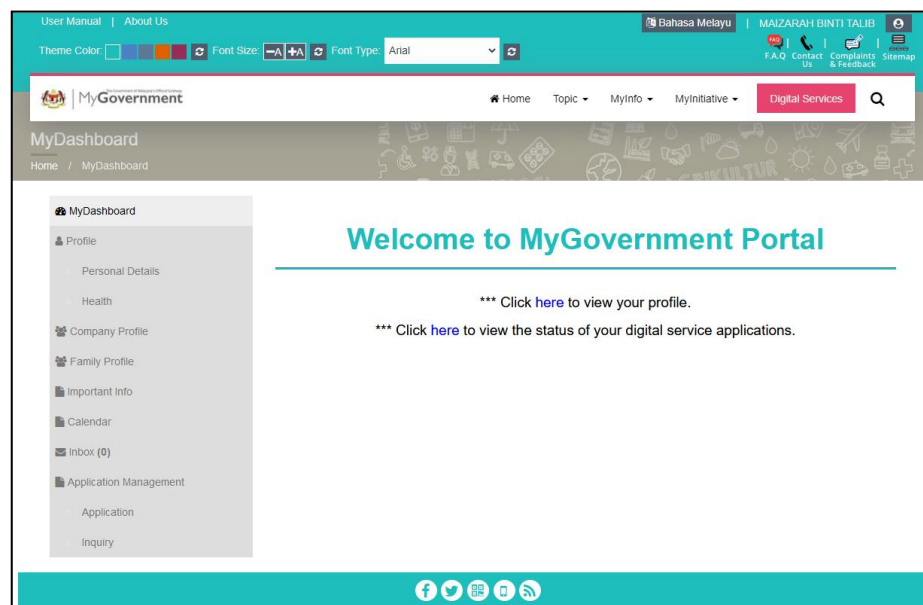 User Manual | About Us
Bahasa Melayu | MAIZARAH BINTI TALIB
Theme Color: Font Size: -A +A Font Type: Arial
FAQ
F.A.Q Contact Us Complaints & Feedback Sitemap
MyGovernment
Home Topic MyInfo MyInitiative Digital Services
MyDashboard
Home / MyDashboard
AGRIKULTUR
MyDashboard
Profile
Personal Details
Health
Company Profile
Family Profile
Important Info
Calendar
Inbox (0)
Application Management
Application
Inquiry
Welcome to MyGovernment Portal
*** Click here to view your profile.
*** Click here to view the status of your digital service applications.